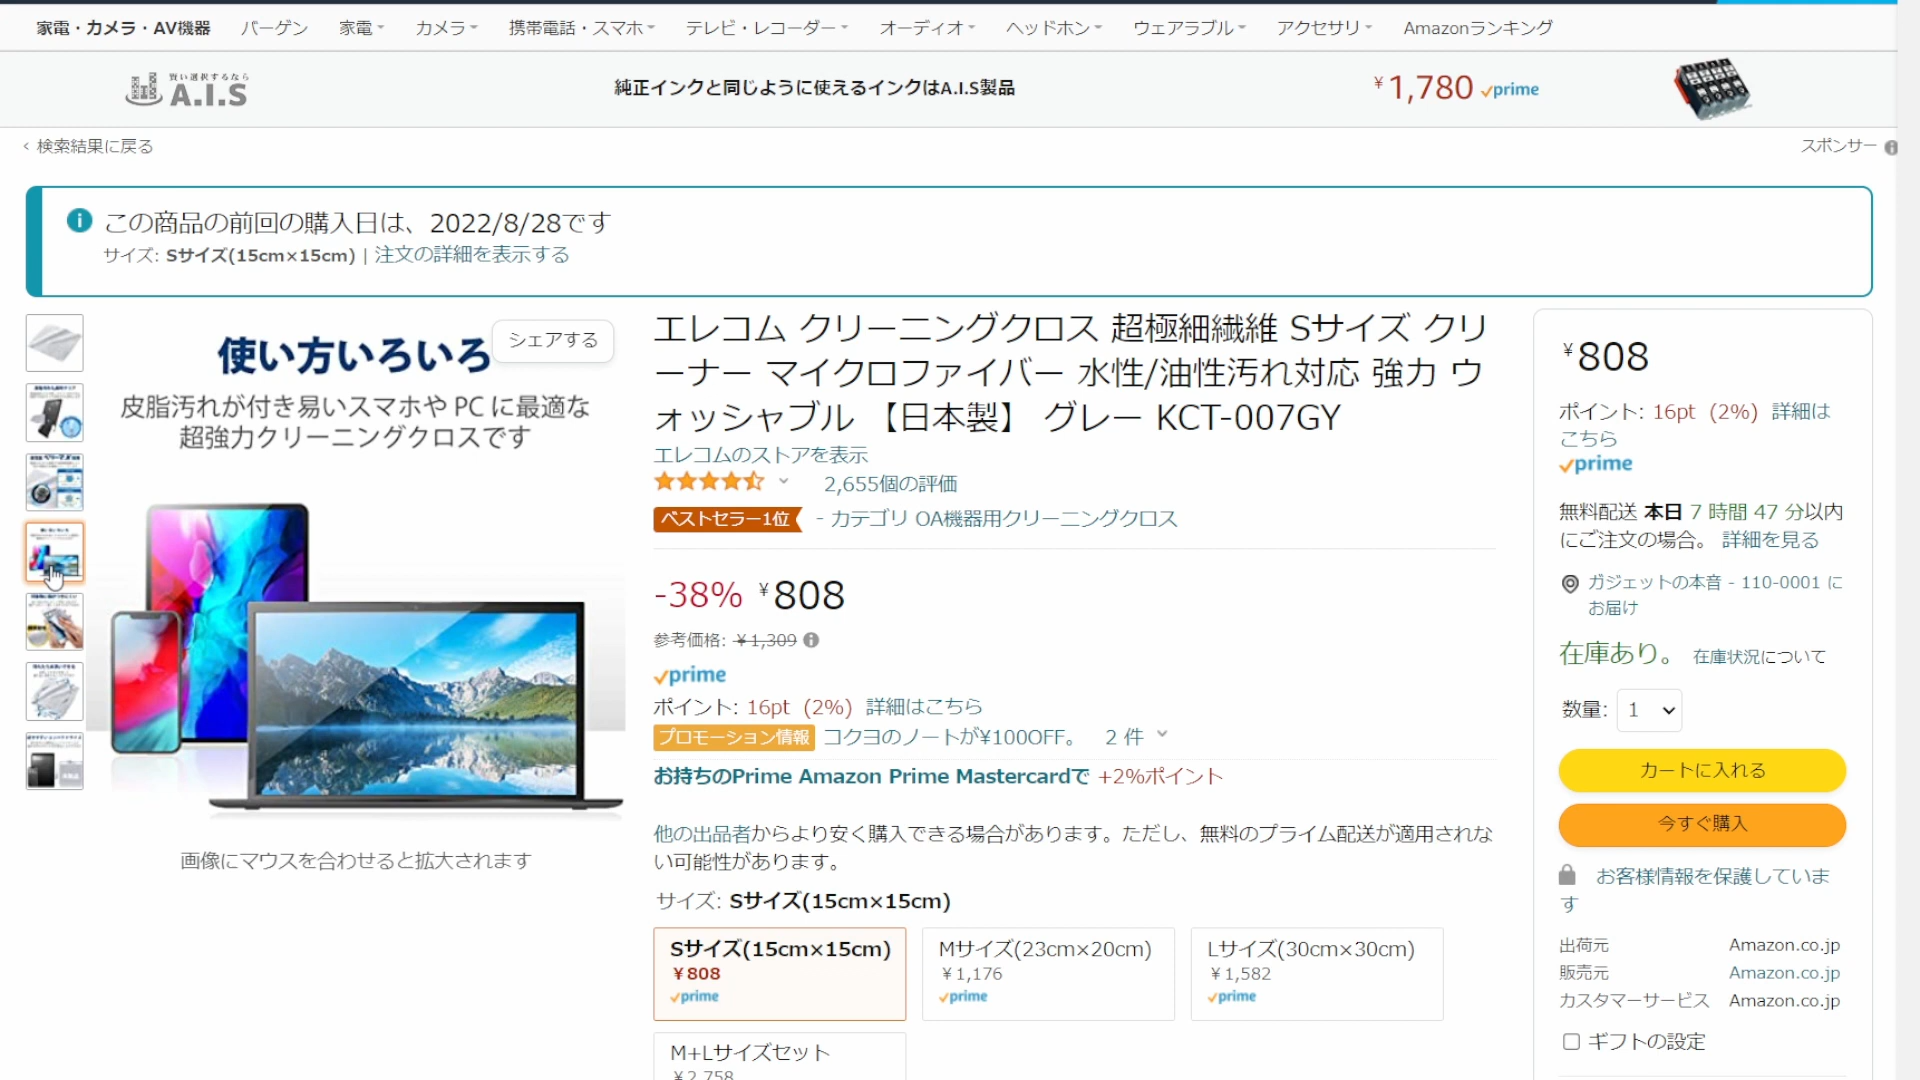 家電・カメラ・AV機器 バーゲン 家電 カメラ 携帯電話・スマホ テレビ・レコーダー オーディオ ヘッドホン ウェアラブル アクセサリ Amazonランキング
賢い選択するなら
A.I.S
純正インクと同じように使えるインクはA.I.S製品
¥1,780 prime
‹ 検索結果に戻る
スポンサー
この商品の前回の購入日は、2022/8/28です
サイズ: Sサイズ(15cm×15cm) | 注文の詳細を表示する
シェアする
使い方いろいろ
皮脂汚れが付き易いスマホやPCに最適な
超強力クリーニングクロスです
画像にマウスを合わせると拡大されます
エレコム クリーニングクロス 超極細繊維 Sサイズ クリ
ーナー マイクロファイバー 水性/油性汚れ対応 強力 ウ
ォッシャブル 【日本製】 グレー KCT-007GY
エレコムのストアを表示
2,655個の評価
ベストセラー1位 - カテゴリ OA機器用クリーニングクロス
-38% ¥808
参考価格: ¥1,309
prime
ポイント: 16pt (2%) 詳細はこちら
プロモーション情報 コクヨのノートが¥100OFF。 2 件
お持ちのPrime Amazon Prime Mastercardで +2%ポイント
他の出品者からより安く購入できる場合があります。ただし、無料のプライム配送が適用されな
い可能性があります。
サイズ: Sサイズ(15cm×15cm)
Sサイズ(15cm×15cm)
¥808
prime
Mサイズ(23cm×20cm)
¥1,176
prime
Lサイズ(30cm×30cm)
¥1,582
prime
M+Lサイズセット
¥2,758
¥808
ポイント: 16pt (2%) 詳細は
こちら
prime
無料配送 本日 7 時間 47 分以内
にご注文の場合。 詳細を見る
ガジェットの本音 - 110-0001 に
お届け
在庫あり。 在庫状況について
数量: 1
カートに入れる
今すぐ購入
お客様情報を保護していま
す
出荷元 Amazon.co.jp
販売元 Amazon.co.jp
カスタマーサービス Amazon.co.jp
ギフトの設定